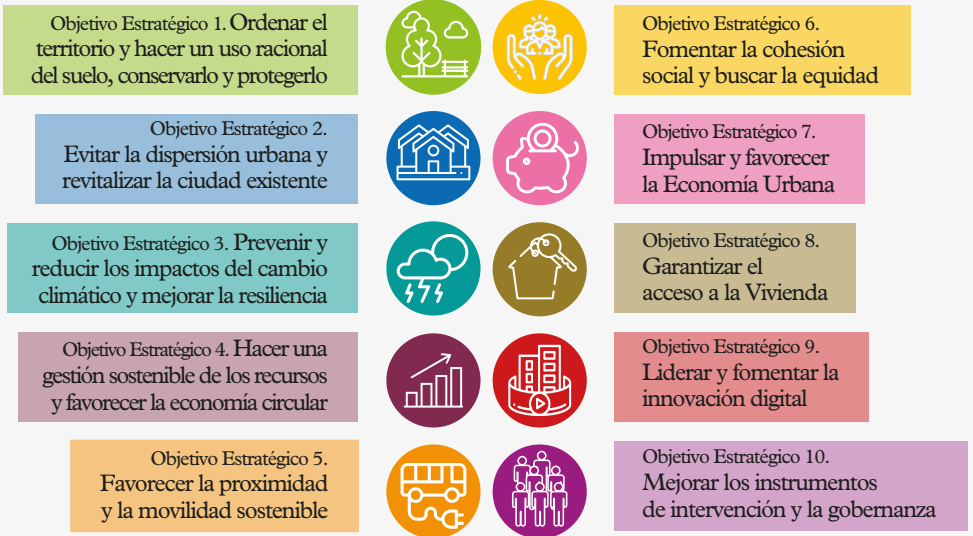 Objetivo Estratégico 1. Ordenar el
territorio y hacer un uso racional
del suelo, conservarlo y protegerlo
Objetivo Estratégico 2.
Evitar la dispersión urbana y
revitalizar la ciudad existente
Objetivo Estratégico 3. Prevenir y
reducir los impactos del cambio
climático y mejorar la resiliencia
Objetivo Estratégico 4. Hacer una
gestión sostenible de los recursos
y favorecer la economía circular
Objetivo Estratégico 5.
Favorecer la proximidad
y la movilidad sostenible
Objetivo Estratégico 6.
Fomentar la cohesión
social y buscar la equidad
Objetivo Estratégico 7.
Impulsar y favorecer
la Economía Urbana
Objetivo Estratégico 8.
Garantizar el
acceso a la Vivienda
Objetivo Estratégico 9.
Liderar y fomentar la
innovación digital
Objetivo Estratégico 10.
Mejorar los instrumentos
de intervención y la gobernanza